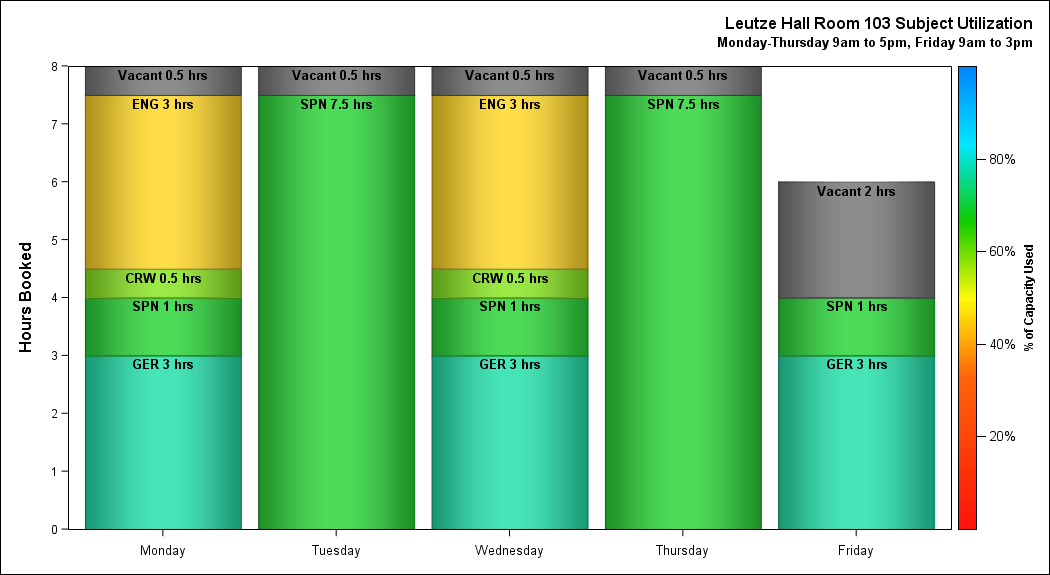 Leutze Hall Room 103 Subject Utilization
Monday-Thursday 9am to 5pm, Friday 9am to 3pm
Hours Booked
8
7
6
5
4
3
2
1
0
Vacant 0.5 hrs
ENG 3 hrs
CRW 0.5 hrs
SPN 1 hrs
GER 3 hrs
Monday
Vacant 0.5 hrs
SPN 7.5 hrs
Tuesday
Vacant 0.5 hrs
ENG 3 hrs
CRW 0.5 hrs
SPN 1 hrs
GER 3 hrs
Wednesday
Vacant 0.5 hrs
SPN 7.5 hrs
Thursday
Vacant 2 hrs
SPN 1 hrs
GER 3 hrs
Friday
80%
60%
40%
20%
% of Capacity Used